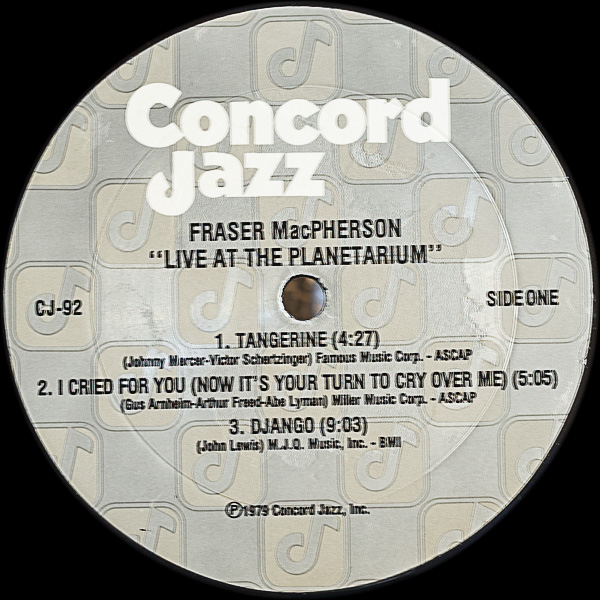 Concord
Jazz
FRASER MacPHERSON
"LIVE AT THE PLANETARIUM"
CJ-92
SIDE ONE
1. TANGERINE (4:27)
(Johnny Mercer-Victor Schertzinger) Famous Music Corp. - ASCAP
2. I CRIED FOR YOU (NOW IT'S YOUR TURN TO CRY OVER ME) (5:05)
(Gus Arnheim-Arthur Freed-Abe Lyman) Miller Music Corp. - ASCAP
3. DJANGO (9:03)
(John Lewis) M.J.Q. Music, Inc. - BMI
Ⓟ1979 Concord Jazz, Inc.